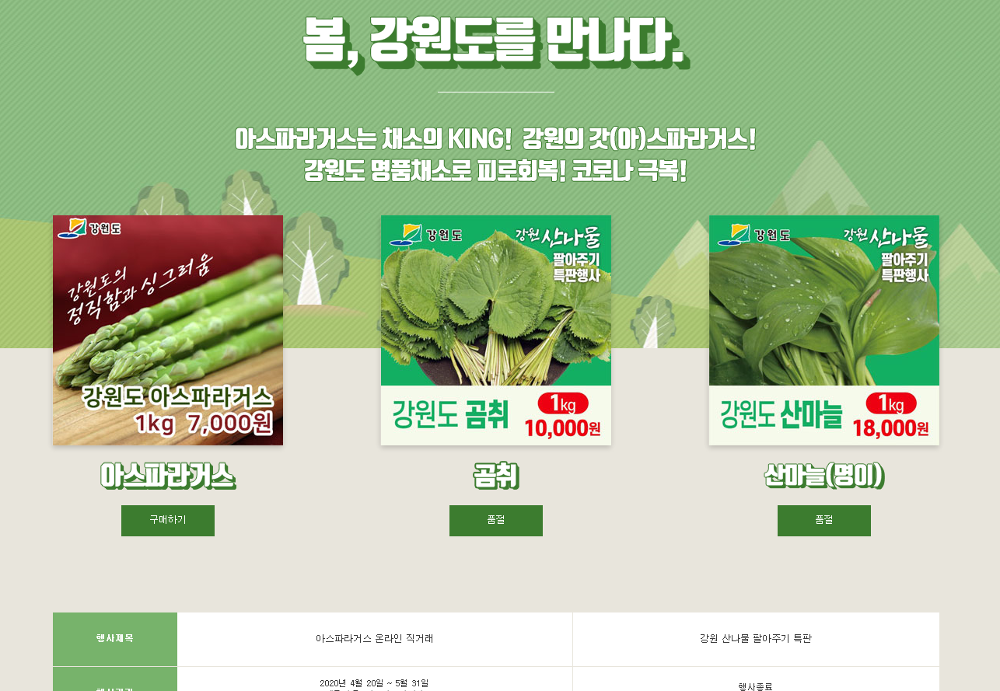 봄, 강원도를 만나다.
아스파라거스는 채소의 KING! 강원의 갓(아)스파라거스!
강원도 명품채소로 피로회복! 코로나 극복!
강원도
강원도의
정직함과 싱그러움
강원도 아스파라거스
1kg 7,000원
강원도
강원 산나물
팔아주기
특판행사
강원도 곰취
1kg
10,000원
강원도
강원 산나물
팔아주기
특판행사
강원도 산마늘
1kg
18,000원
아스파라거스
곰취
산마늘(명이)
구매하기
품절
품절
행사제목
아스파라거스 온라인 직거래
강원 산나물 팔아주기 특판
2020년 4월 20일 ~ 5월 31일
행사종료